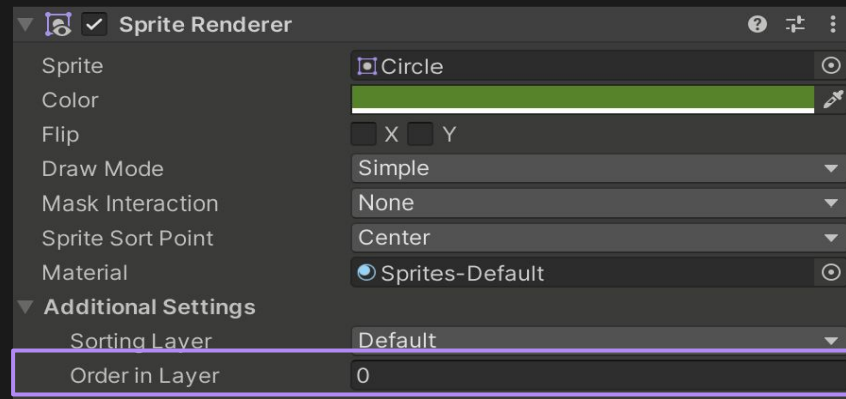 Sprite Renderer
Sprite Circle
Color
Flip X Y
Draw Mode Simple
Mask Interaction None
Sprite Sort Point Center
Material Sprites-Default
Additional Settings
Sorting Layer Default
Order in Layer 0